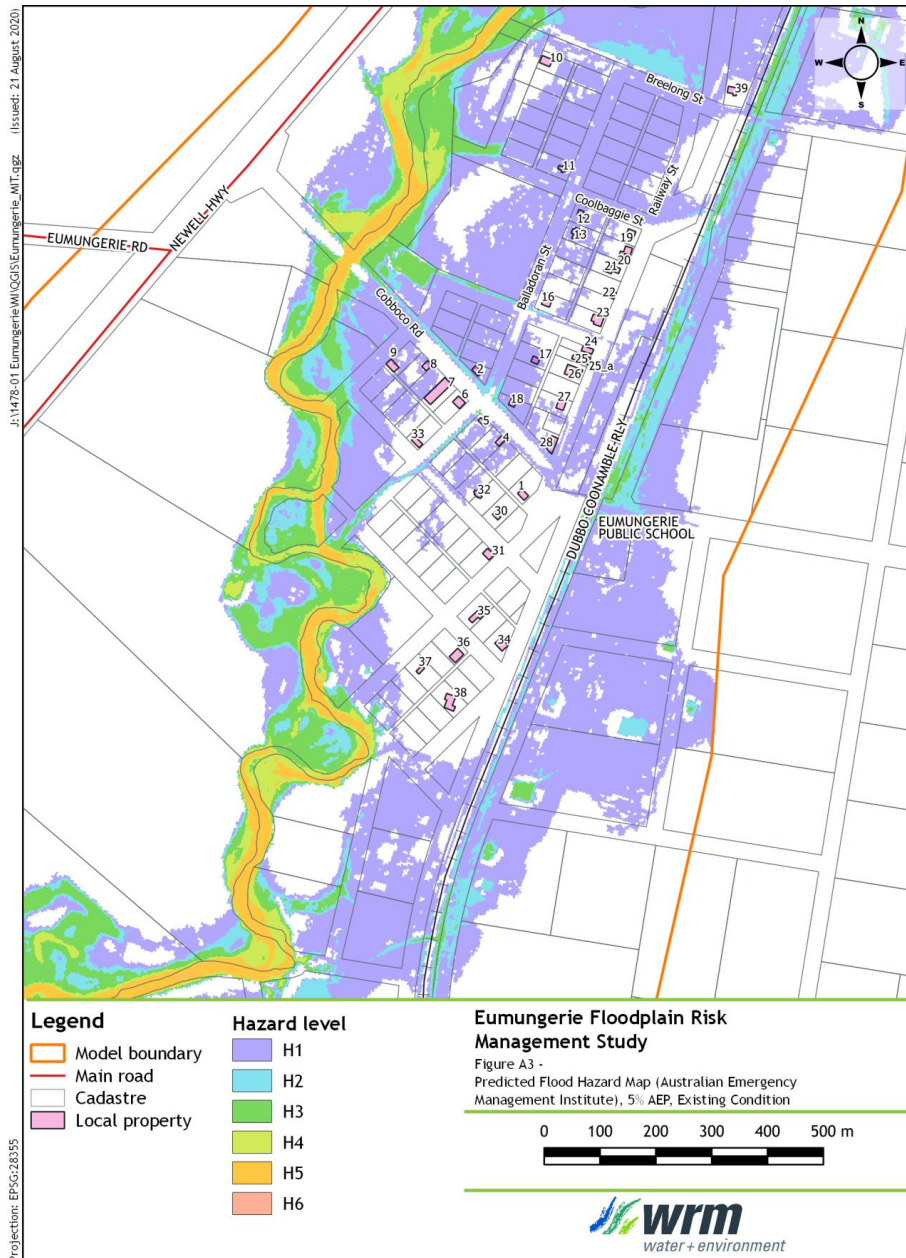 J:\1478-01 Eumungerie\MI\QGIS\Eumungerie_MIT.qgz    (Issued: 21 August 2020)
Projection: EPSG:28355
N
W
E
S
10
Breelong St
39
11
Railway St
Coolbaggie St
12
13
19
20
21
22
EUMUNGERIE RD
NEWELL HWY
Balladoran St
16
23
Cobboco Rd
24
17
25
25_a
26
9
8
2
7
6
18
27
5
4
33
28
DUBBO COONAMBLE RLY
32
1
30
EUMUNGERIE
PUBLIC SCHOOL
31
35
34
36
37
38
Legend
Model boundary
Main road
Cadastre
Local property
Hazard level
H1
H2
H3
H4
H5
H6
Eumungerie Floodplain Risk
Management Study
Figure A3 -
Predicted Flood Hazard Map (Australian Emergency
Management Institute), 5% AEP, Existing Condition
0 100 200 300 400 500 m
wrm
water + environment